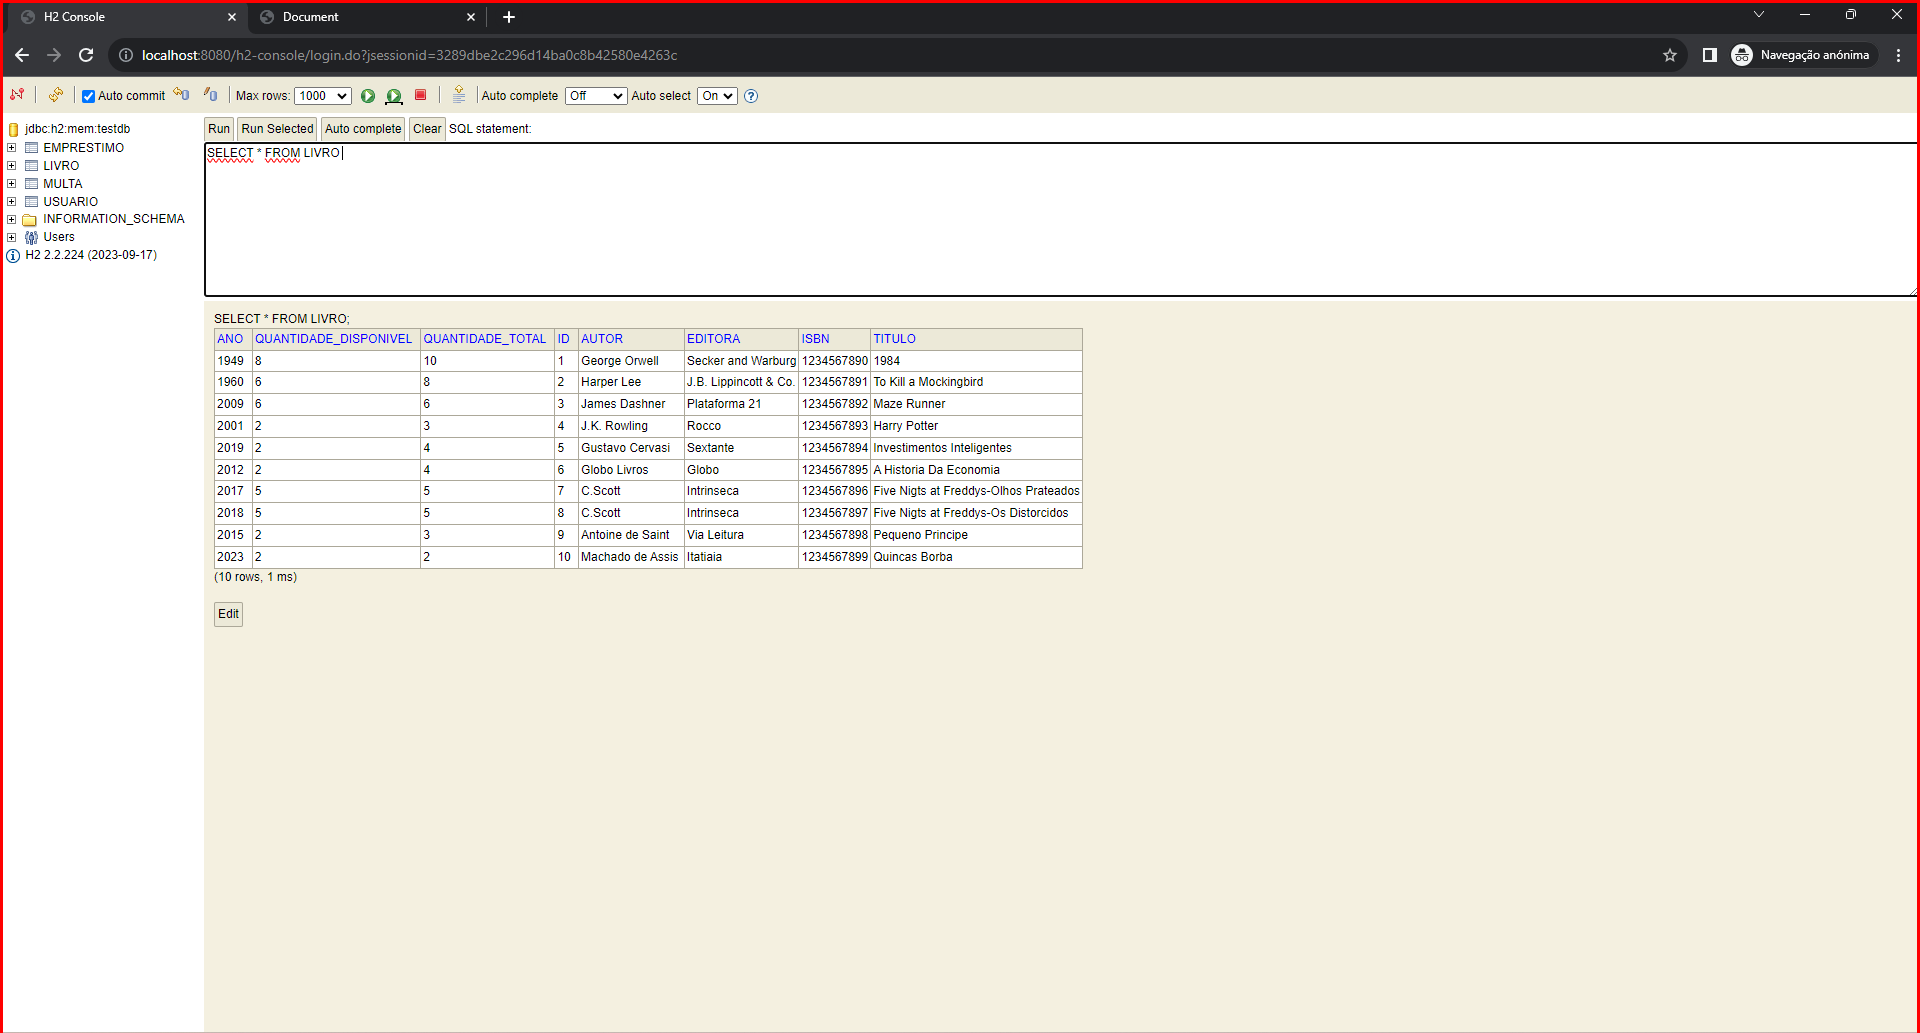 H2 Console
Document
localhost:8080/h2-console/login.do?jsessionid=3289dbe2c296d14ba0c8b42580e4263c
Navegação anónima
Auto commit
Max rows: 1000
Auto complete Off
Auto select On
jdbc:h2:mem:testdb
EMPRESTIMO
LIVRO
MULTA
USUARIO
INFORMATION_SCHEMA
Users
H2 2.2.224 (2023-09-17)
Run Run Selected Auto complete Clear SQL statement:
SELECT * FROM LIVRO
SELECT * FROM LIVRO;
ANO QUANTIDADE_DISPONIVEL QUANTIDADE_TOTAL ID AUTOR EDITORA ISBN TITULO
1949 8 10 1 George Orwell Secker and Warburg 1234567890 1984
1960 6 8 2 Harper Lee J.B. Lippincott & Co. 1234567891 To Kill a Mockingbird
2009 6 6 3 James Dashner Plataforma 21 1234567892 Maze Runner
2001 2 3 4 J.K. Rowling Rocco 1234567893 Harry Potter
2019 2 4 5 Gustavo Cervasi Sextante 1234567894 Investimentos Inteligentes
2012 2 4 6 Globo Livros Globo 1234567895 A Historia Da Economia
2017 5 5 7 C.Scott Intrinseca 1234567896 Five Nigts at Freddys-Olhos Prateados
2018 5 5 8 C.Scott Intrinseca 1234567897 Five Nigts at Freddys-Os Distorcidos
2015 2 3 9 Antoine de Saint Via Leitura 1234567898 Pequeno Principe
2023 2 2 10 Machado de Assis Itatiaia 1234567899 Quincas Borba
(10 rows, 1 ms)
Edit